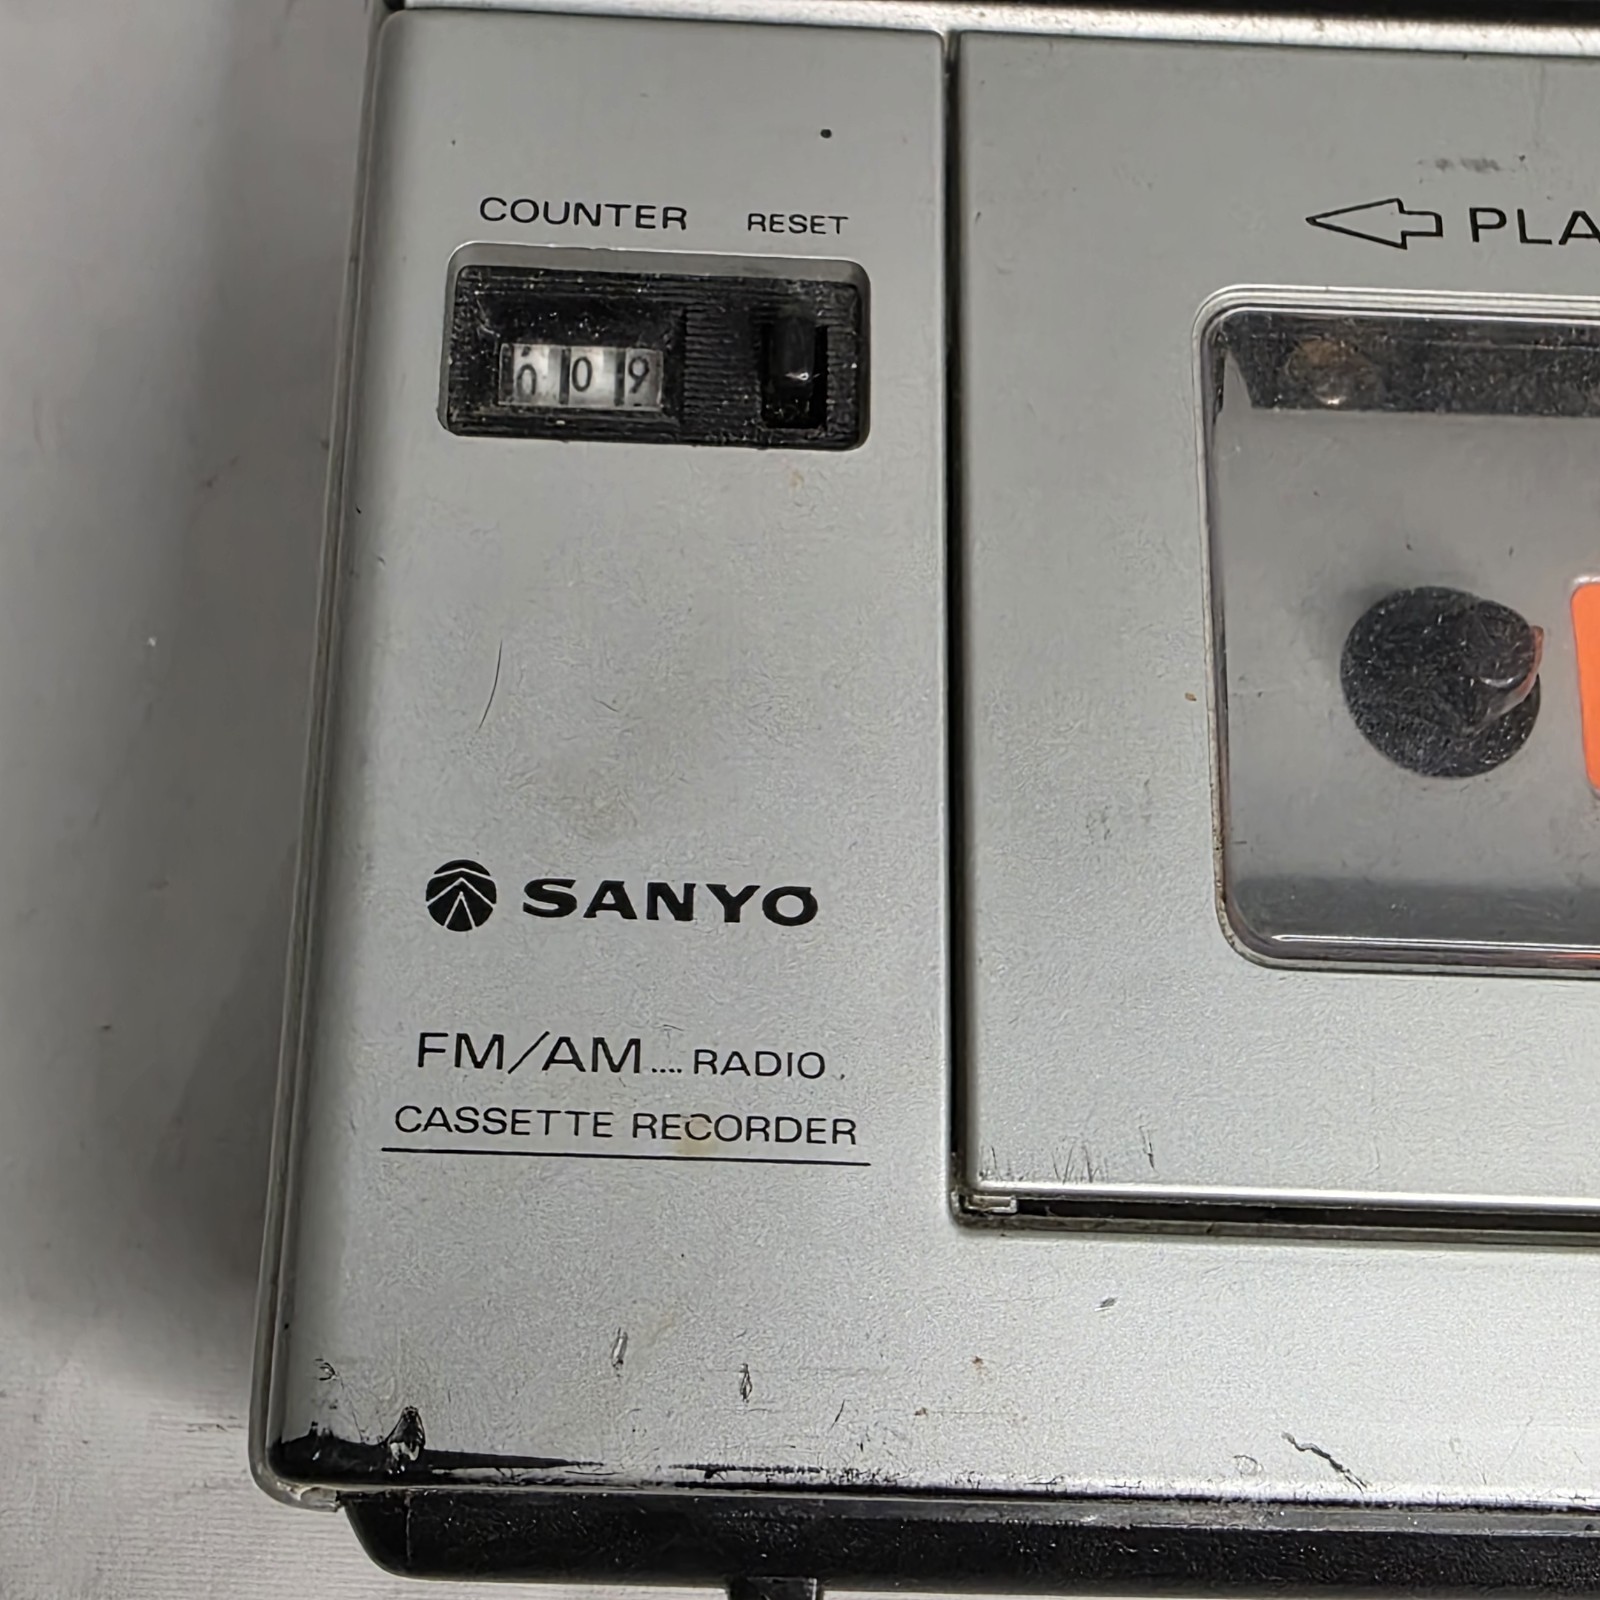 COUNTER RESET
009
PLA
SANYO
FM/AM....RADIO
CASSETTE RECORDER